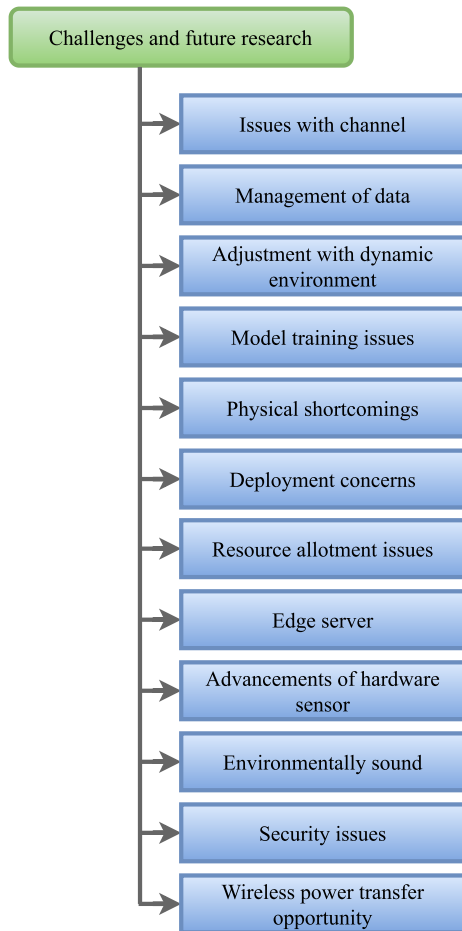 Challenges and future research
Issues with channel
Management of data
Adjustment with dynamic
environment
Model training issues
Physical shortcomings
Deployment concerns
Resource allotment issues
Edge server
Advancements of hardware
sensor
Environmentally sound
Security issues
Wireless power transfer
opportunity